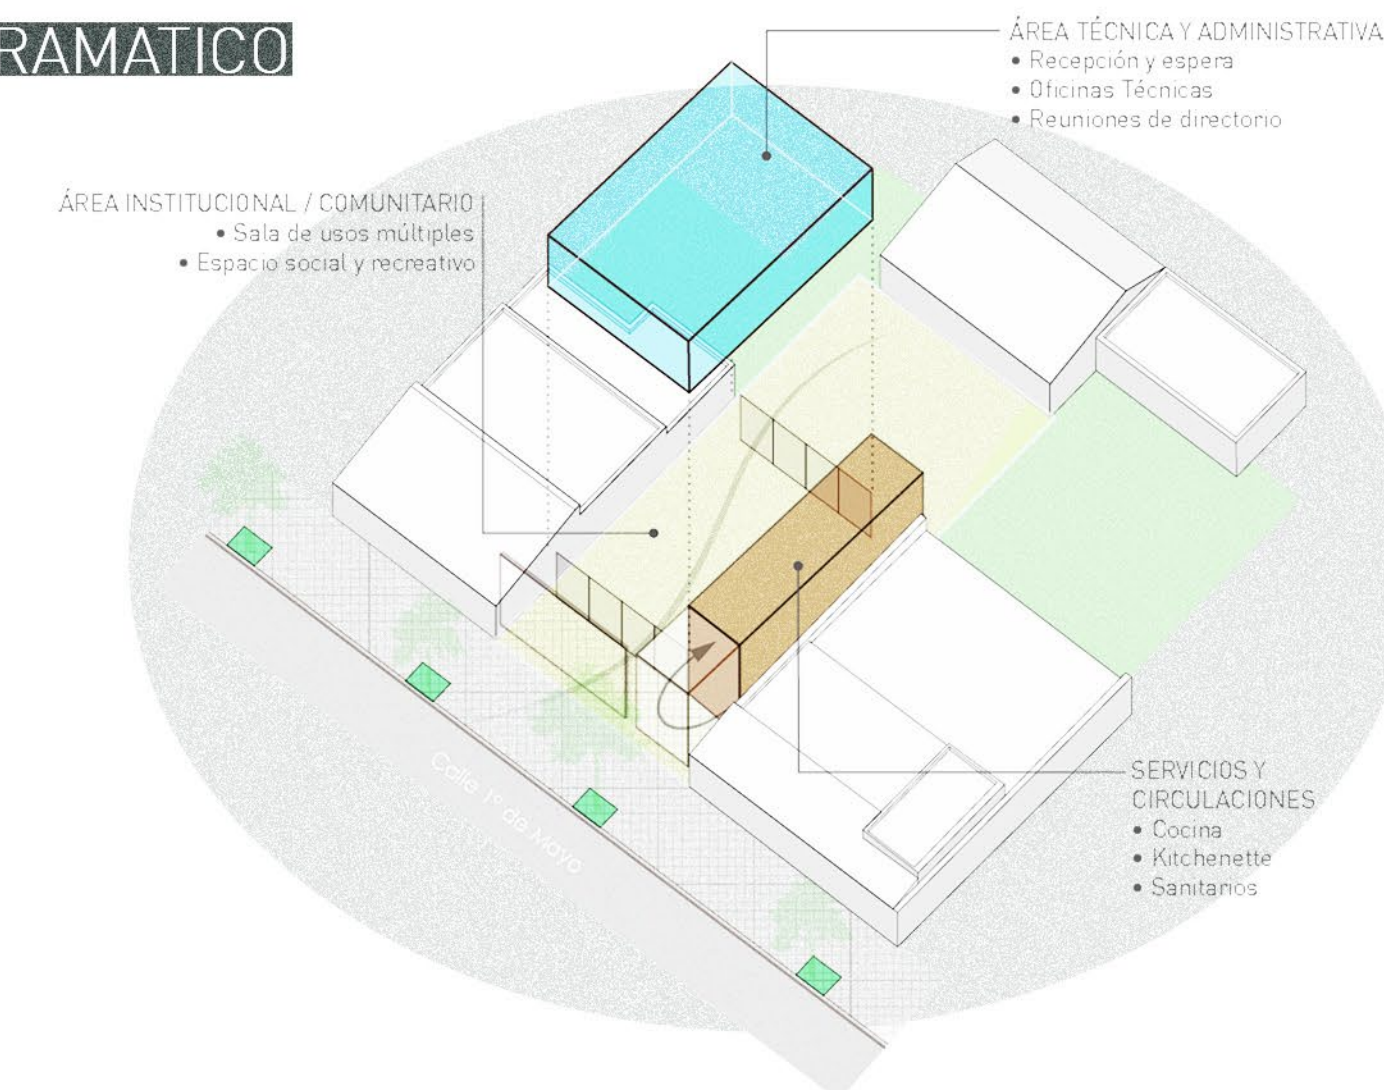 RAMATICO
ÁREA TÉCNICA Y ADMINISTRATIVA
• Recepción y espera
• Oficinas Técnicas
• Reuniones de directorio
ÁREA INSTITUCIONAL / COMUNITARIO
• Sala de usos múltiples
• Espacio social y recreativo
Calle 1° de Mayo
SERVICIOS Y
CIRCULACIONES
• Cocina
• Kitchenette
• Sanitarios